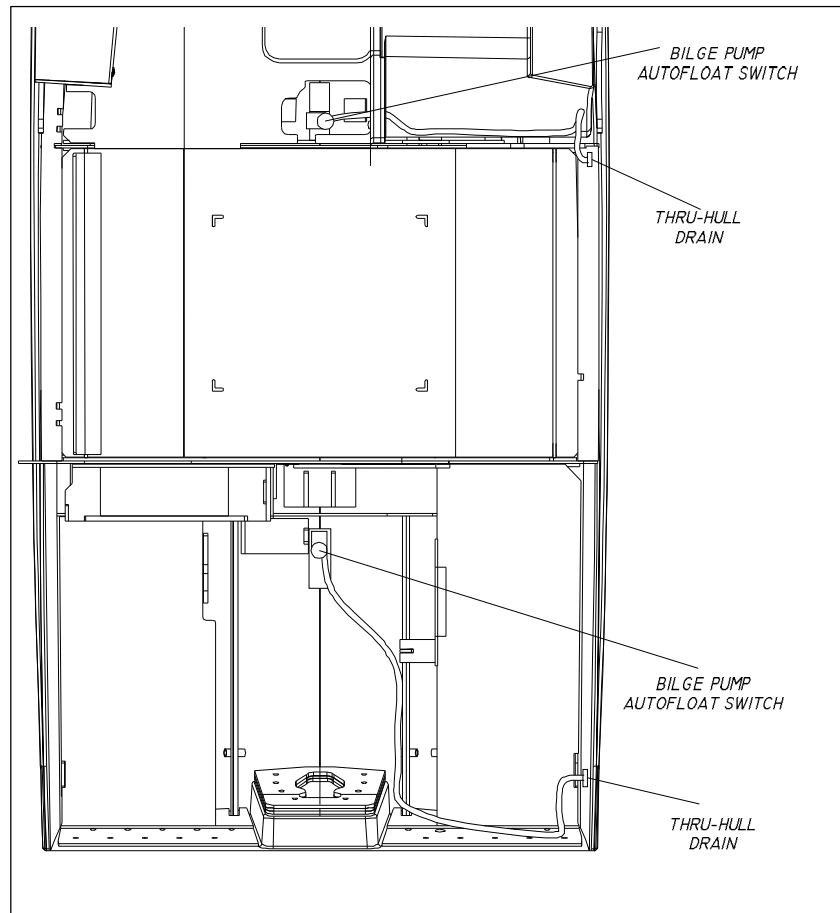 BILGE PUMP
AUTOFLOAT SWITCH
THRU-HULL
DRAIN
BILGE PUMP
AUTOFLOAT SWITCH
THRU-HULL
DRAIN